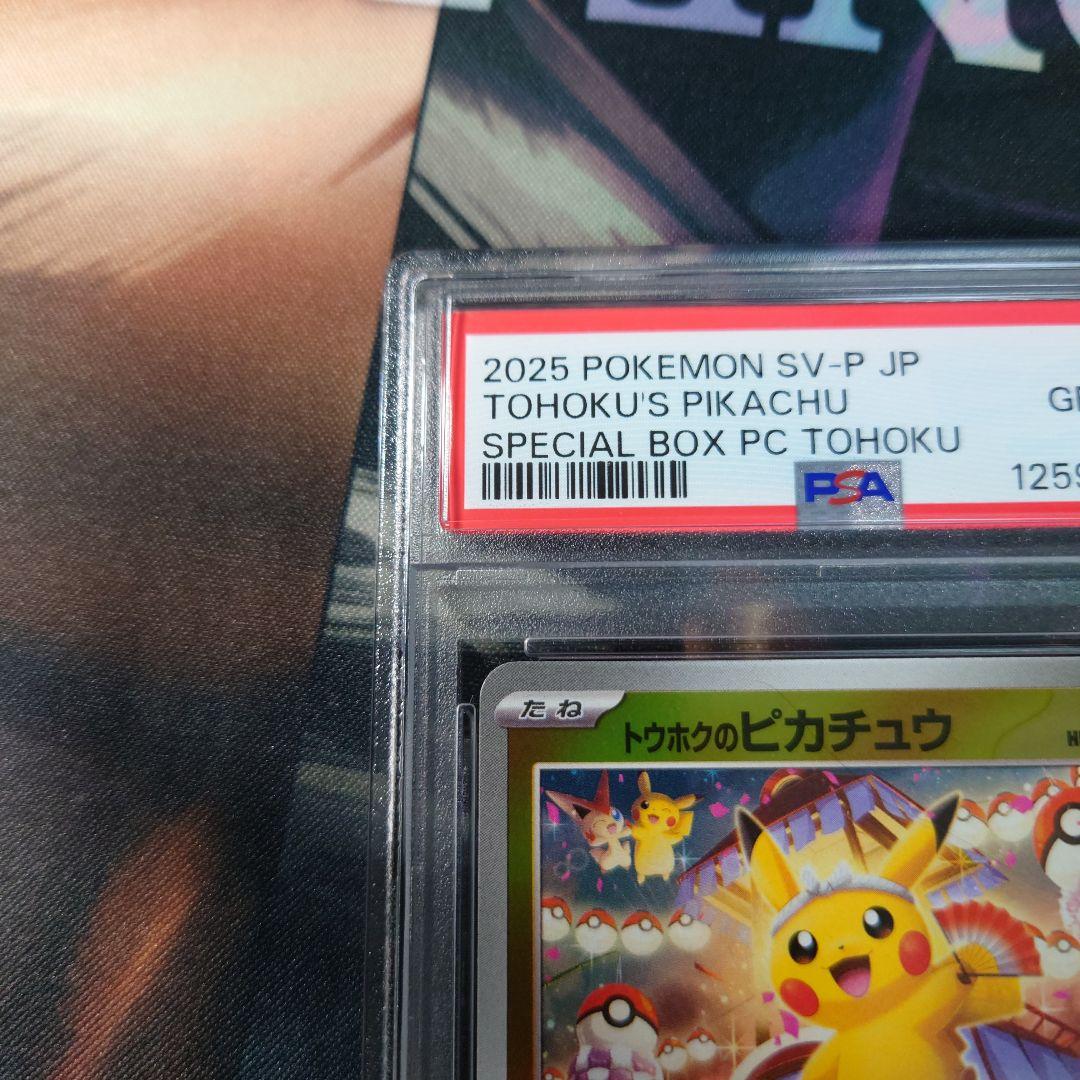 2025 POKEMON SV-P JP
TOHOKU'S PIKACHU
SPECIAL BOX PC TOHOKU
PSA
たね
トウホクのピカチュウ